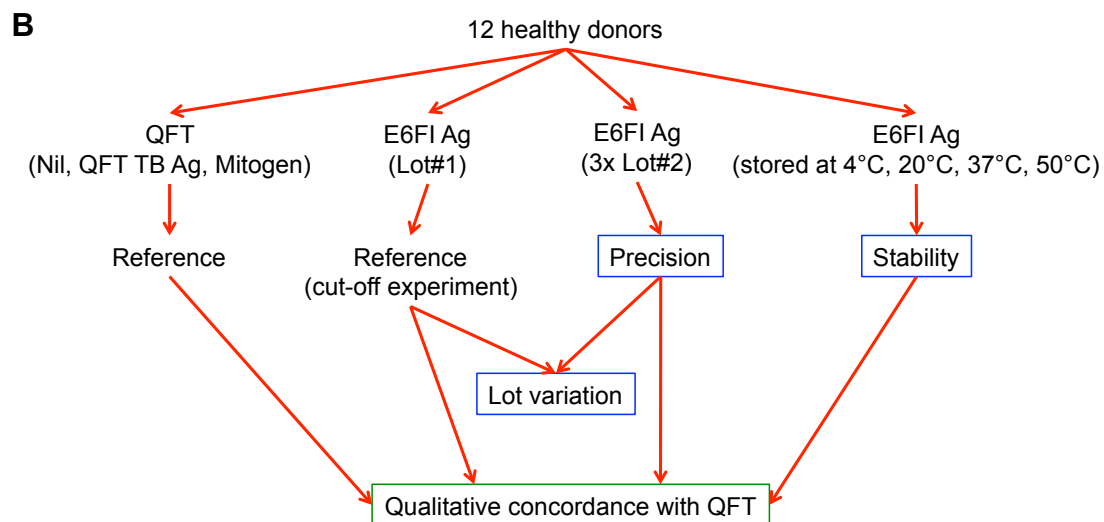 B
12 healthy donors
QFT
(Nil, QFT TB Ag, Mitogen)
E6FI Ag
(Lot#1)
E6FI Ag
(3x Lot#2)
E6FI Ag
(stored at 4°C, 20°C, 37°C, 50°C)
Reference
Reference
(cut-off experiment)
Precision
Stability
Lot variation
Qualitative concordance with QFT